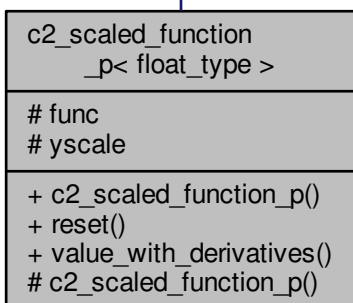 c2_scaled_function
_p< float_type >
# func
# yscale
+ c2_scaled_function_p()
+ reset()
+ value_with_derivatives()
# c2_scaled_function_p()